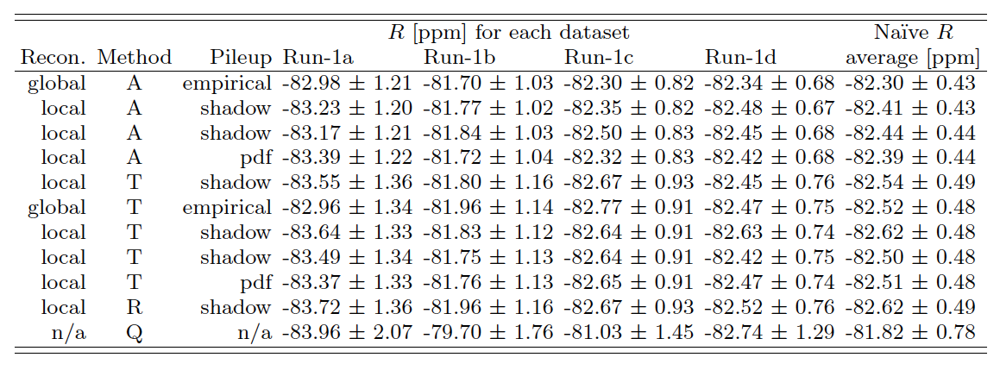 R [ppm] for each dataset Naïve R
Recon. Method Pileup Run-1a Run-1b Run-1c Run-1d average [ppm]
global A empirical -82.98 ± 1.21 -81.70 ± 1.03 -82.30 ± 0.82 -82.34 ± 0.68 -82.30 ± 0.43
local A shadow -83.23 ± 1.20 -81.77 ± 1.02 -82.35 ± 0.82 -82.48 ± 0.67 -82.41 ± 0.43
local A shadow -83.17 ± 1.21 -81.84 ± 1.03 -82.50 ± 0.83 -82.45 ± 0.68 -82.44 ± 0.44
local A pdf -83.39 ± 1.22 -81.72 ± 1.04 -82.32 ± 0.83 -82.42 ± 0.68 -82.39 ± 0.44
local T shadow -83.55 ± 1.36 -81.80 ± 1.16 -82.67 ± 0.93 -82.45 ± 0.76 -82.54 ± 0.49
global T empirical -82.96 ± 1.34 -81.96 ± 1.14 -82.77 ± 0.91 -82.47 ± 0.75 -82.52 ± 0.48
local T shadow -83.64 ± 1.33 -81.83 ± 1.12 -82.64 ± 0.91 -82.63 ± 0.74 -82.62 ± 0.48
local T shadow -83.49 ± 1.34 -81.75 ± 1.13 -82.64 ± 0.91 -82.42 ± 0.75 -82.50 ± 0.48
local T pdf -83.37 ± 1.33 -81.76 ± 1.13 -82.65 ± 0.91 -82.47 ± 0.74 -82.51 ± 0.48
local R shadow -83.72 ± 1.36 -81.96 ± 1.16 -82.67 ± 0.93 -82.52 ± 0.76 -82.62 ± 0.49
n/a Q n/a -83.96 ± 2.07 -79.70 ± 1.76 -81.03 ± 1.45 -82.74 ± 1.29 -81.82 ± 0.78